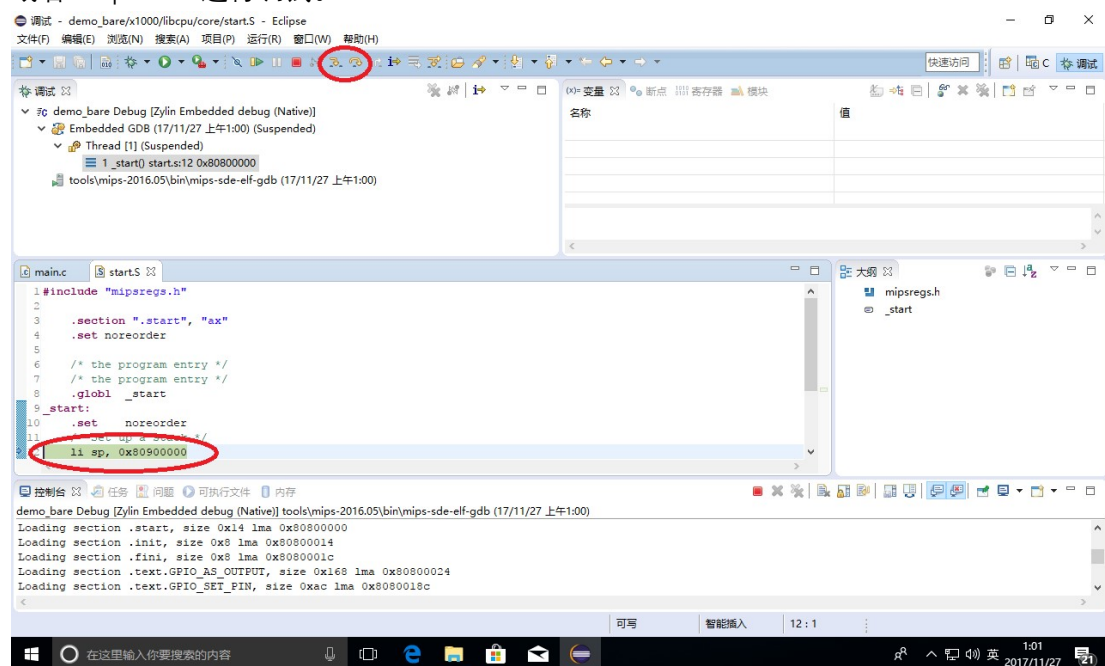 调试 - demo_bare/x1000/libcpu/core/start.S - Eclipse
文件(F) 编辑(E) 浏览(N) 搜索(A) 项目(P) 运行(R) 窗口(W) 帮助(H)
快速访问 C 调试
调试
demo_bare Debug [Zylin Embedded debug (Native)]
Embedded GDB (17/11/27 上午1:00) (Suspended)
Thread [1] (Suspended)
1 _start() start.s:12 0x80800000
tools\mips-2016.05\bin\mips-sde-elf-gdb (17/11/27 上午1:00)
(x)= 变量 断点 寄存器 模块
名称 值
main.c start.S
1 #include "mipsregs.h"
2
3 .section ".start", "ax"
4 .set noreorder
5
6 /* the program entry */
7 /* the program entry */
8 .globl _start
9 _start:
10 .set noreorder
11 /* Set up a stack */
12 li sp, 0x80900000
大纲
mipsregs.h
_start
控制台 任务 问题 可执行文件 内存
demo_bare Debug [Zylin Embedded debug (Native)] tools\mips-2016.05\bin\mips-sde-elf-gdb (17/11/27 上午1:00)
Loading section .start, size 0x14 lma 0x80800000
Loading section .init, size 0x8 lma 0x80800014
Loading section .fini, size 0x8 lma 0x8080001c
Loading section .text.GPIO_AS_OUTPUT, size 0x168 lma 0x80800024
Loading section .text.GPIO_SET_PIN, size 0xac lma 0x8080018c
可写 智能插入 12 : 1
在这里输入你要搜索的内容
英 1:01
2017/11/27
21